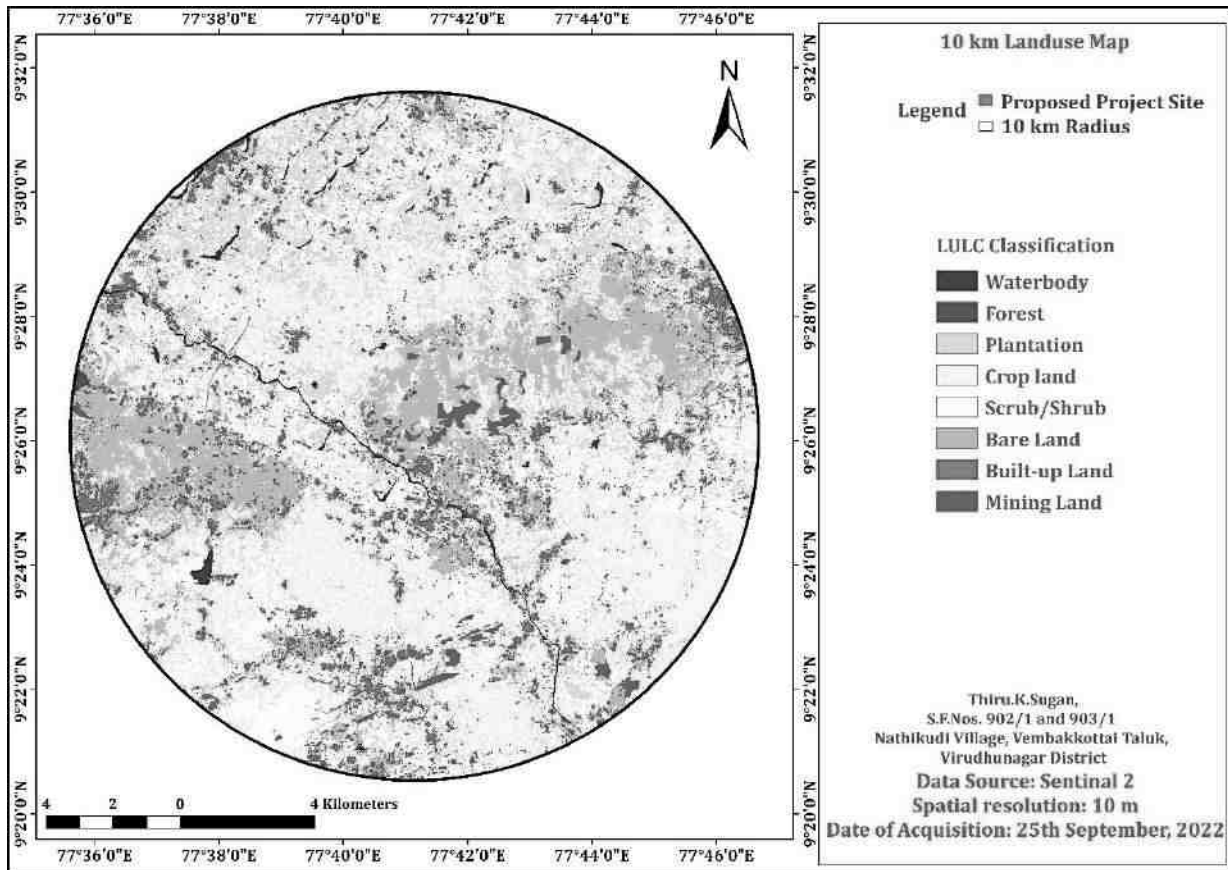 77°36'0"E 77°38'0"E 77°40'0"E 77°42'0"E 77°44'0"E 77°46'0"E
9°32'0"N 9°32'0"N
9°30'0"N 9°30'0"N
9°28'0"N 9°28'0"N
9°26'0"N 9°26'0"N
9°24'0"N 9°24'0"N
9°22'0"N 9°22'0"N
9°20'0"N 9°20'0"N
N
4 2 0 4 Kilometers
77°36'0"E 77°38'0"E 77°40'0"E 77°42'0"E 77°44'0"E 77°46'0"E
10 km Landuse Map
Legend
Proposed Project Site
10 km Radius
LULC Classification
Waterbody
Forest
Plantation
Crop land
Scrub/Shrub
Bare Land
Built-up Land
Mining Land
Thiru.K.Sugan,
S.F.Nos. 902/1 and 903/1
Nathikudi Village, Vembakkottai Taluk,
Virudhunagar District
Data Source: Sentinal 2
Spatial resolution: 10 m
Date of Acquisition: 25th September, 2022